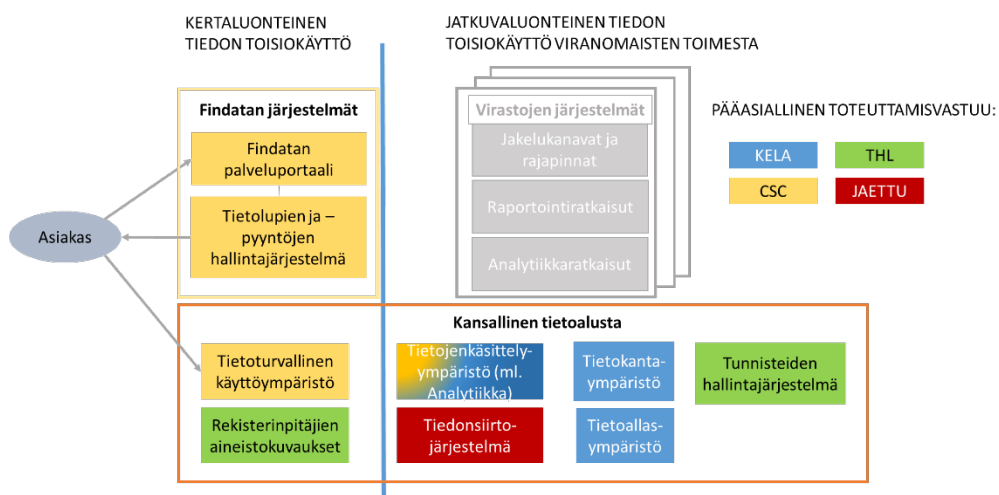 KERTALUONTEINEN
TIEDON TOISIOKÄYTTÖ
JATKUVALUONTEINEN TIEDON
TOISIOKÄYTTÖ VIRANOMAISTEN TOIMESTA
Findatan järjestelmät
Findatan
palveluportaali
Tietolupien ja –
pyyntöjen
hallintajärjestelmä
Asiakas
Virastojen järjestelmät
Jakelukanavat ja
rajapinnat
Raportointiratkaisut
Analytiikkaratkaisut
PÄÄASIALLINEN TOTEUTTAMISVASTUU:
KELA
THL
CSC
JAETTU
Kansallinen tietoalusta
Tietoturvallinen
käyttöympäristö
Rekisterinpitäjien
aineistokuvaukset
Tietojenkäsittely-
ympäristö (ml.
Analytiikka)
Tiedonsiirto-
järjestelmä
Tietokanta-
ympäristö
Tietoallas-
ympäristö
Tunnisteiden
hallintajärjestelmä